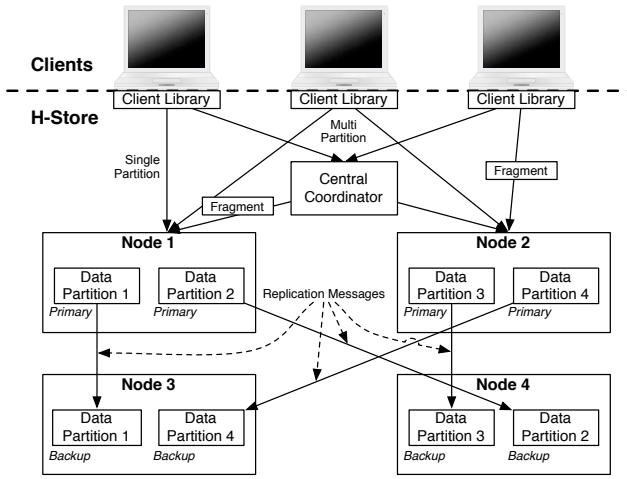 Clients
Client Library
Client Library
Client Library
H-Store
Multi
Partition
Single
Partition
Fragment
Central
Coordinator
Fragment
Node 1
Node 2
Data
Partition 1
Data
Partition 2
Data
Partition 3
Data
Partition 4
Primary
Primary
Primary
Primary
Replication Messages
Node 3
Node 4
Data
Partition 1
Data
Partition 4
Data
Partition 3
Data
Partition 2
Backup
Backup
Backup
Backup